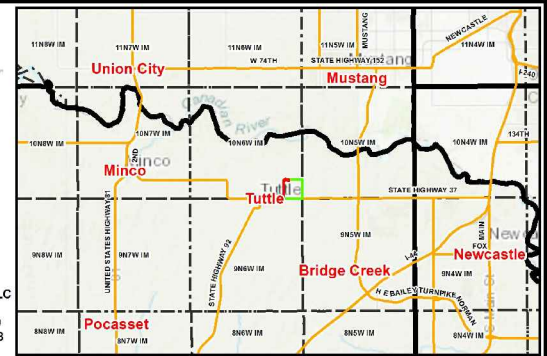 11N8W IM
11N7W IM
11N6W IM
11N5W IM
MUSTANG
NEWCASTLE
11N4W IM
Union City
W 74TH
STATE HIGHWAY 152
Mustang
Mustang
I-240
Canadian River
10N8W IM
10N7W IM
10N6W IM
10N5W IM
10N4W IM
134TH
2ND
Minco
Minco
Tuttle
Tuttle
STATE HIGHWAY 37
UNITED STATES HIGHWAY 81
9N8W IM
9N7W IM
STATE HIGHWAY 92
9N6W IM
9N5W IM
I-44
FOX
MAIN
Newcastle
9N4W IM
Bridge Creek
H E BAILEY TURNPIKE NORMAN
S Main St
LC
8N8W IM
Pocasset
8N7W IM
8N6W IM
8N5W IM
8N4W IM